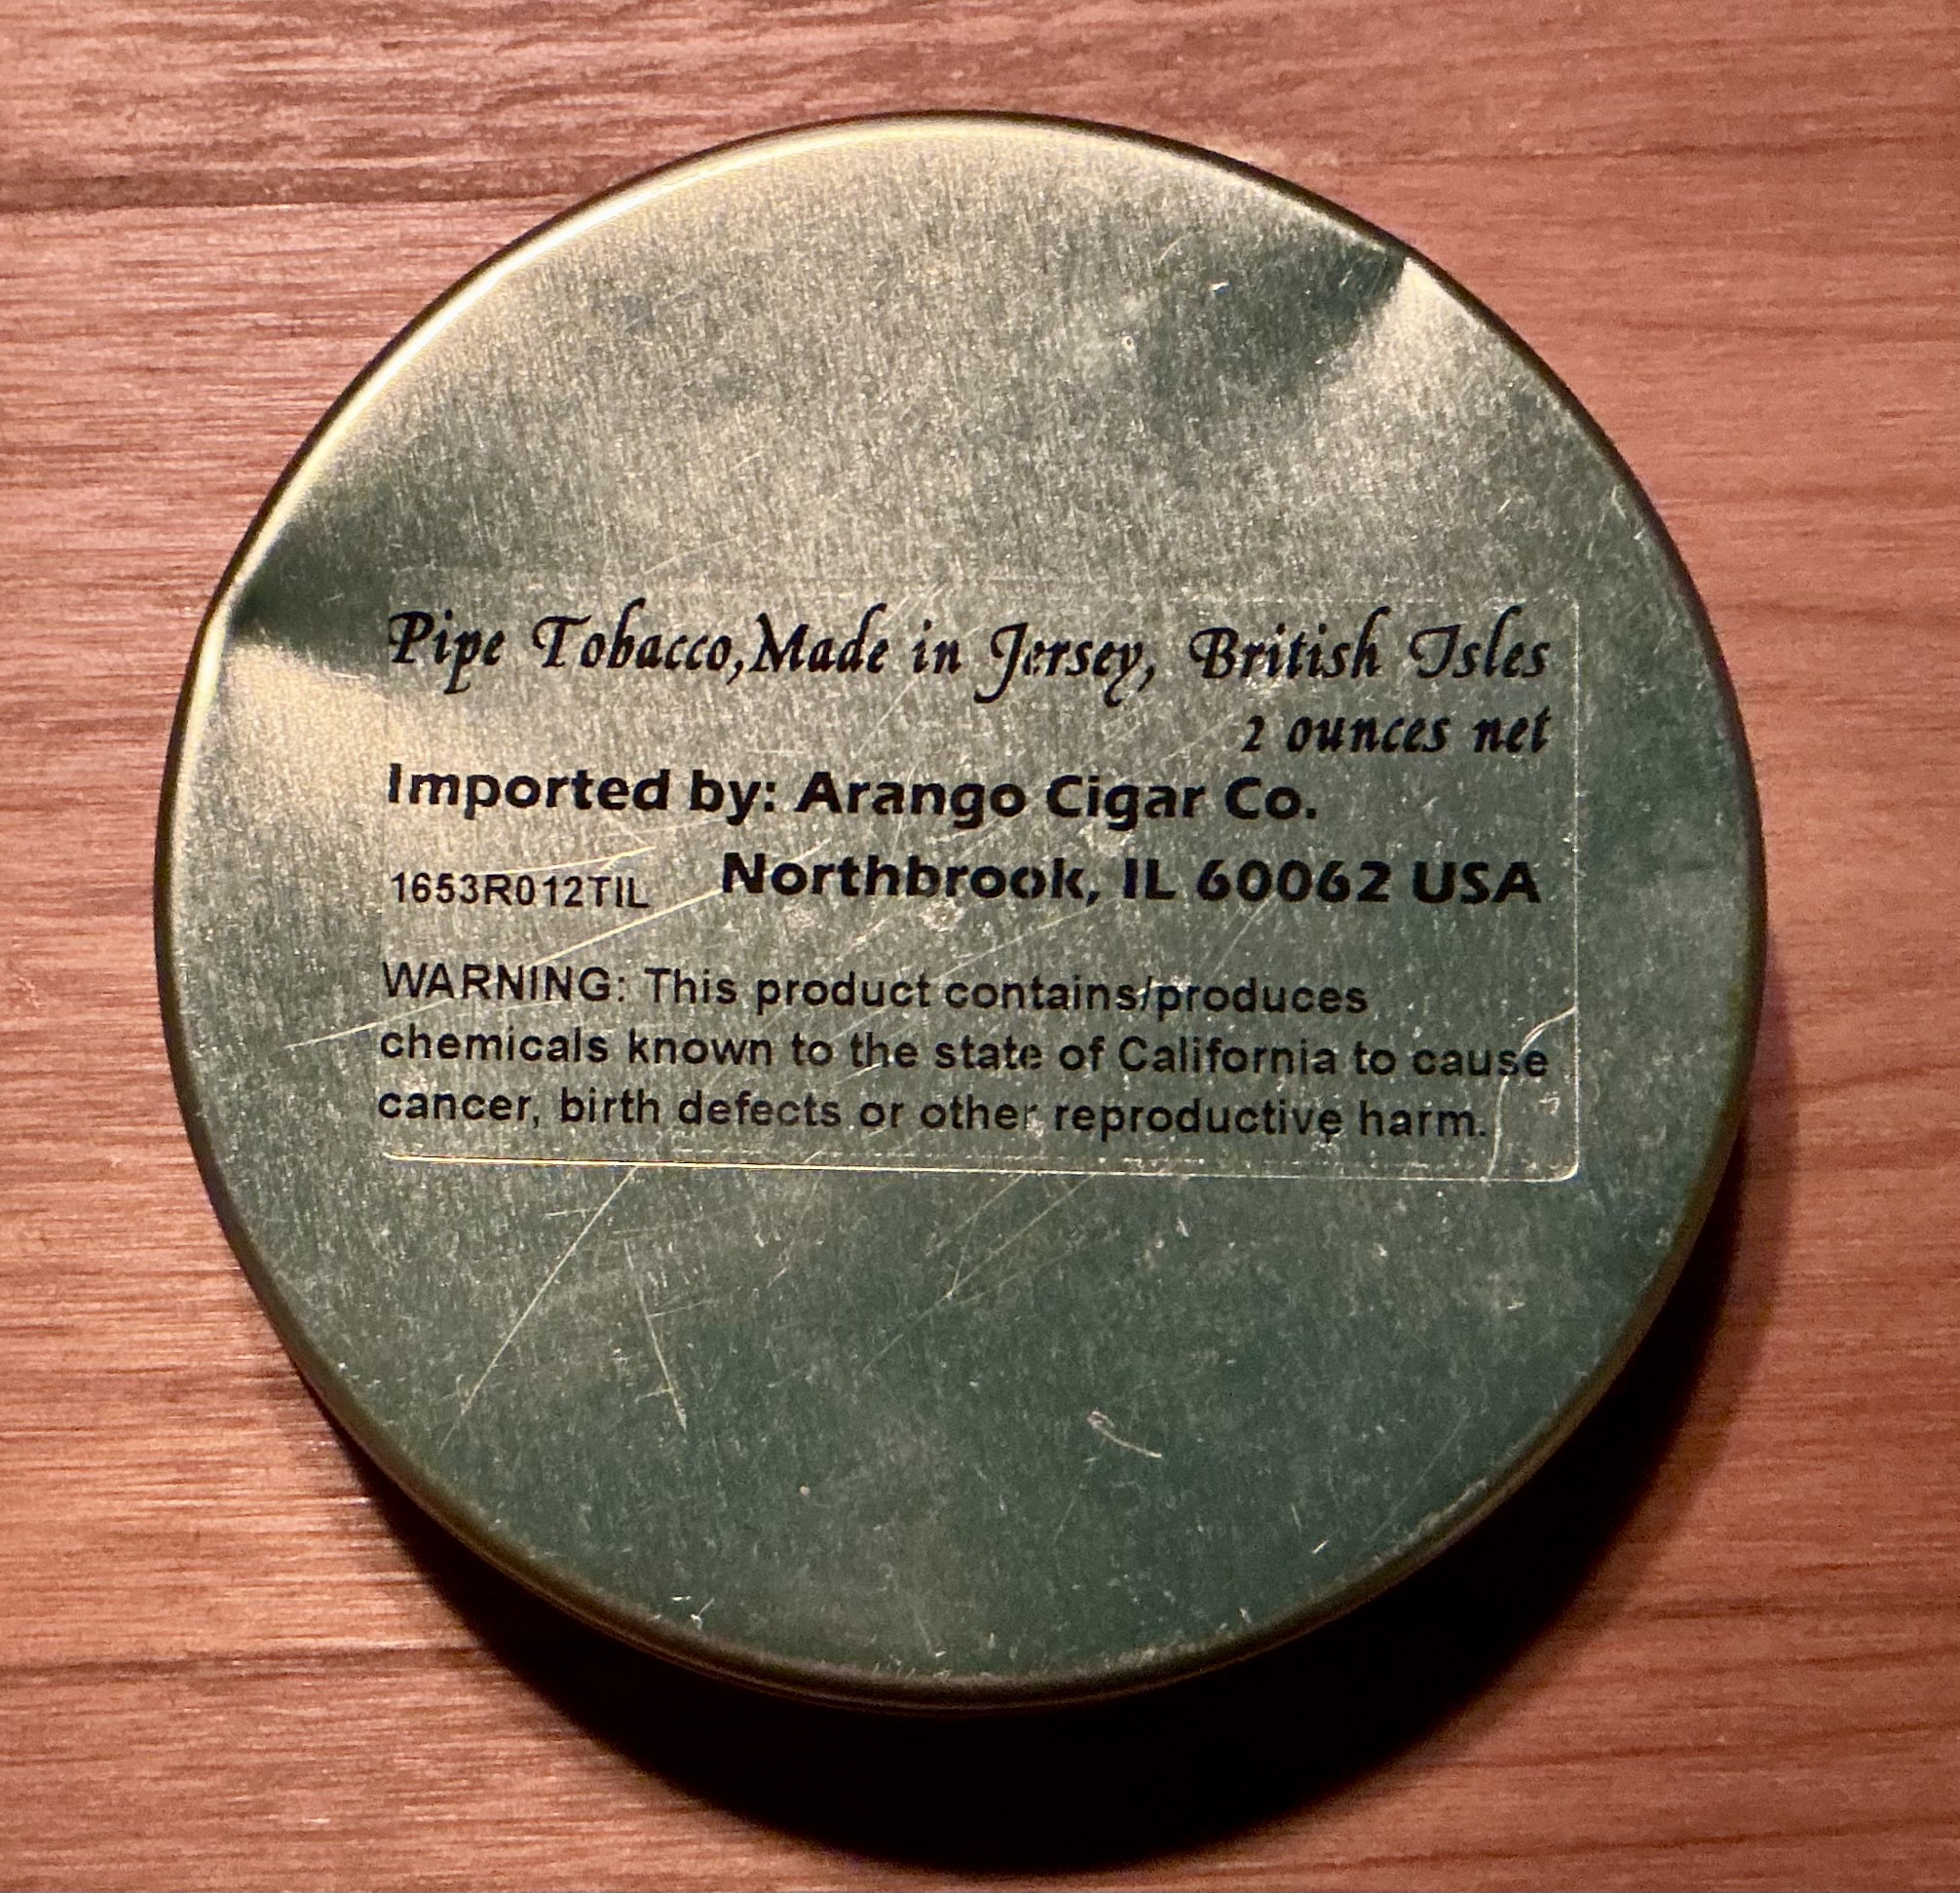 Pipe Tobacco,Made in Jersey, British Isles
2 ounces net
Imported by: Arango Cigar Co.
1653R012TIL Northbrook, IL 60062 USA
WARNING: This product contains/produces
chemicals known to the state of California to cause
cancer, birth defects or other reproductive harm.